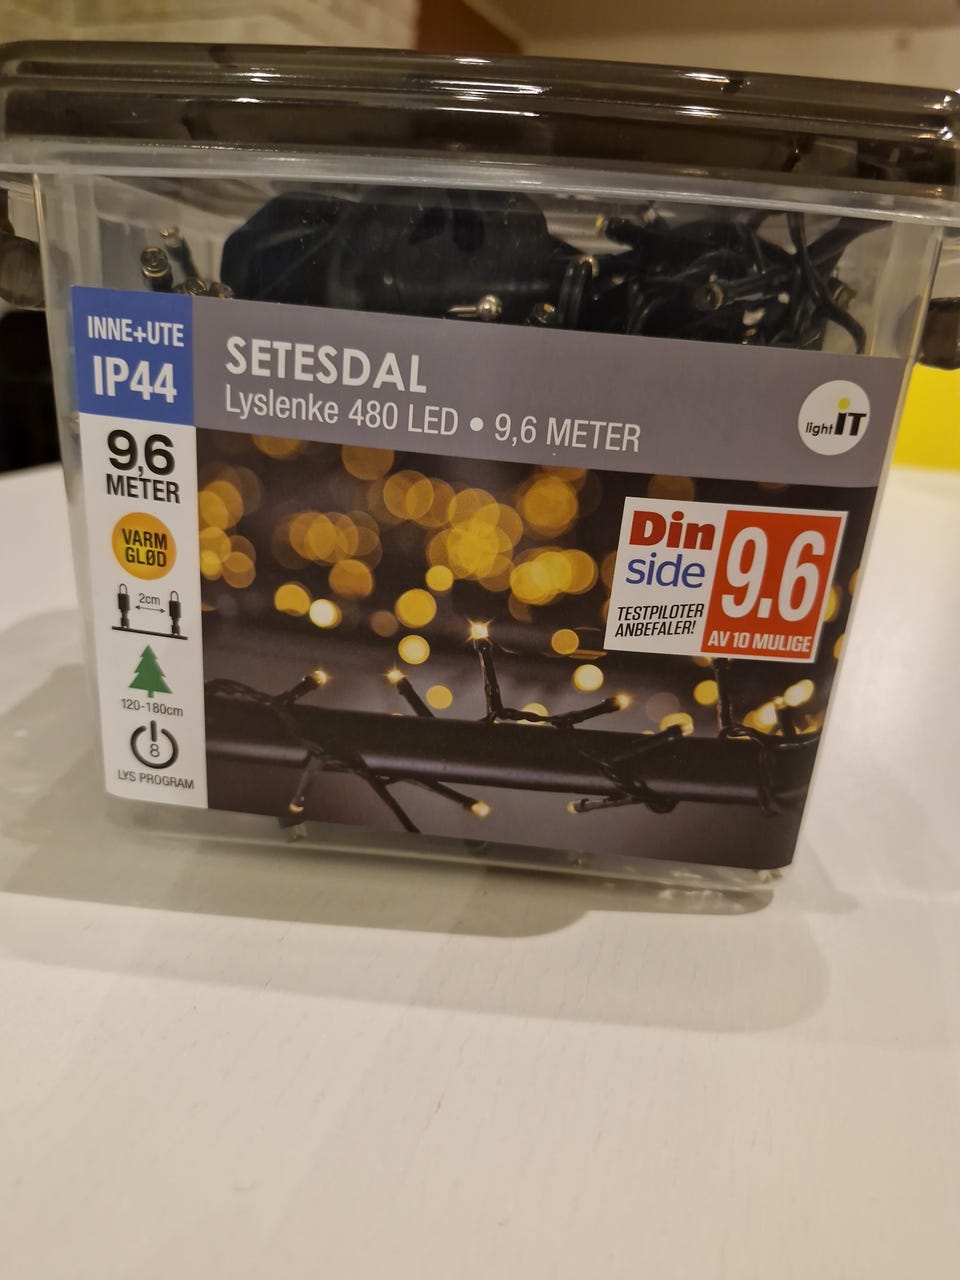 INNE+UTE
IP44
SETESDAL
Lyslenke 480 LED • 9,6 METER
light iT
9,6
METER
VARM
GLØD
2cm
120-180cm
8
LYS PROGRAM
Din
side
TESTPILOTER
ANBEFALER!
9.6
AV 10 MULIGE